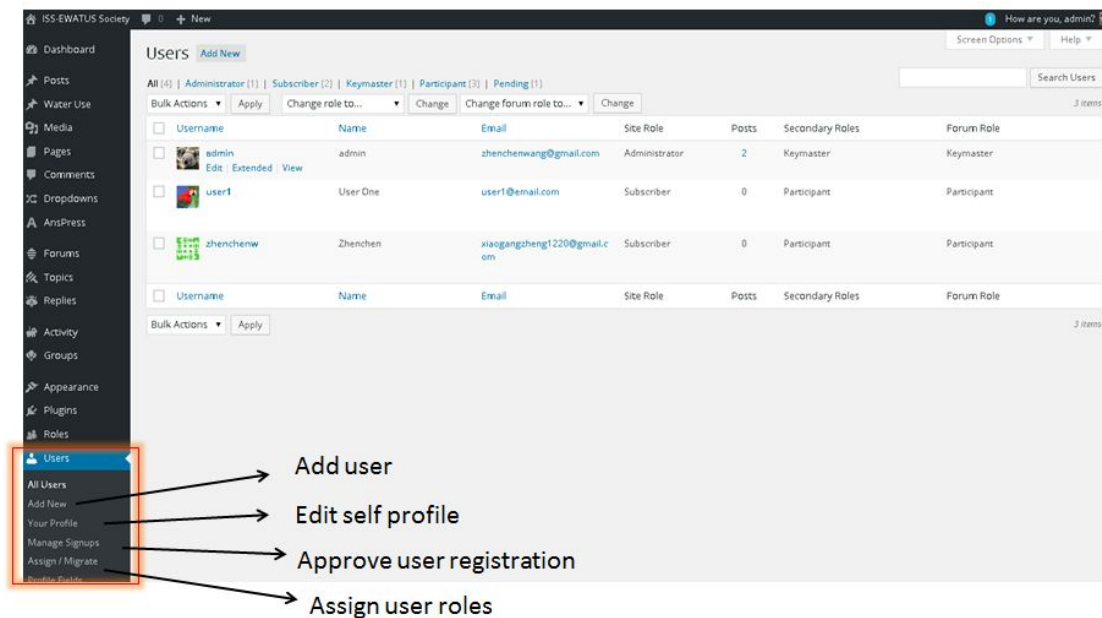 ISS-EWATUS Society 0 + New How are you, admin?
Screen Options Help
Dashboard
Posts
Water Use
Media
Pages
Comments
Dropdowns
AnsPress
Forums
Topics
Replies
Activity
Groups
Appearance
Plugins
Roles
Users
All Users
Add New
Your Profile
Manage Signups
Assign / Migrate
Profile Fields
Users Add New
All (4) | Administrator (1) | Subscriber (2) | Keymaster (1) | Participant (3) | Pending (1)
Search Users
Bulk Actions Apply Change role to... Change Change forum role to... Change 3 items
Username Name Email Site Role Posts Secondary Roles Forum Role
admin admin zhenchenwang@gmail.com Administrator 2 Keymaster Keymaster
Edit | Extended | View
user1 User One user1@email.com Subscriber 0 Participant Participant
zhenchenw Zhenchen xiaogangzheng1220@gmail.c Subscriber 0 Participant Participant
om
Username Name Email Site Role Posts Secondary Roles Forum Role
Bulk Actions Apply 3 items
Add user
Edit self profile
Approve user registration
Assign user roles